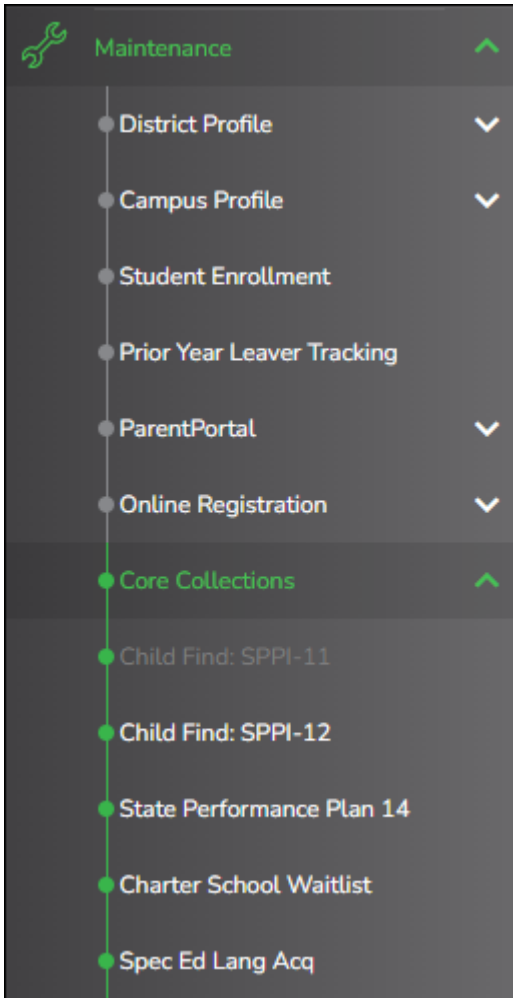 Maintenance
District Profile
Campus Profile
Student Enrollment
Prior Year Leaver Tracking
ParentPortal
Online Registration
Core Collections
Child Find: SPPI-11
Child Find: SPPI-12
State Performance Plan 14
Charter School Waitlist
Spec Ed Lang Acq